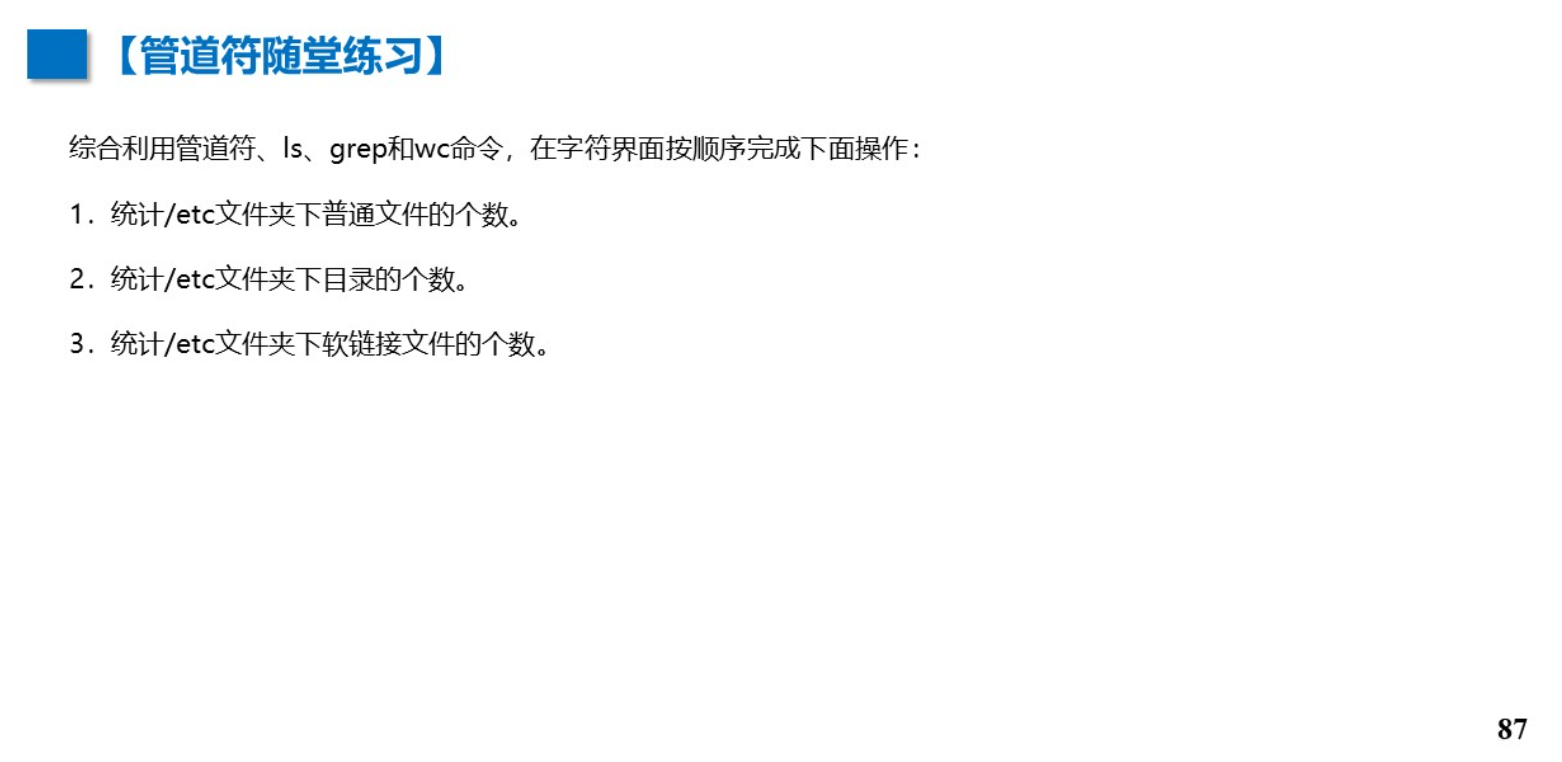 【管道符随堂练习】
综合利用管道符、ls、grep和wc命令，在字符界面按顺序完成下面操作：
1．统计/etc文件夹下普通文件的个数。
2．统计/etc文件夹下目录的个数。
3．统计/etc文件夹下软链接文件的个数。
87